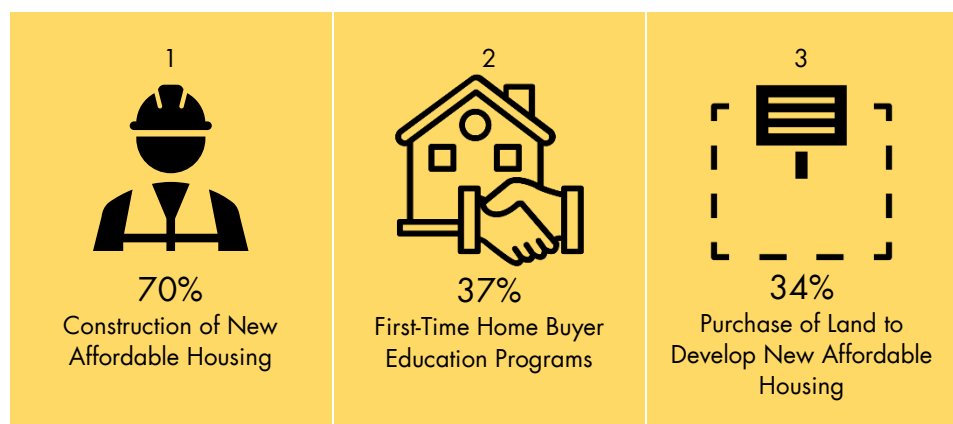 1
70%
Construction of New
Affordable Housing
2
37%
First-Time Home Buyer
Education Programs
3
34%
Purchase of Land to
Develop New Affordable
Housing